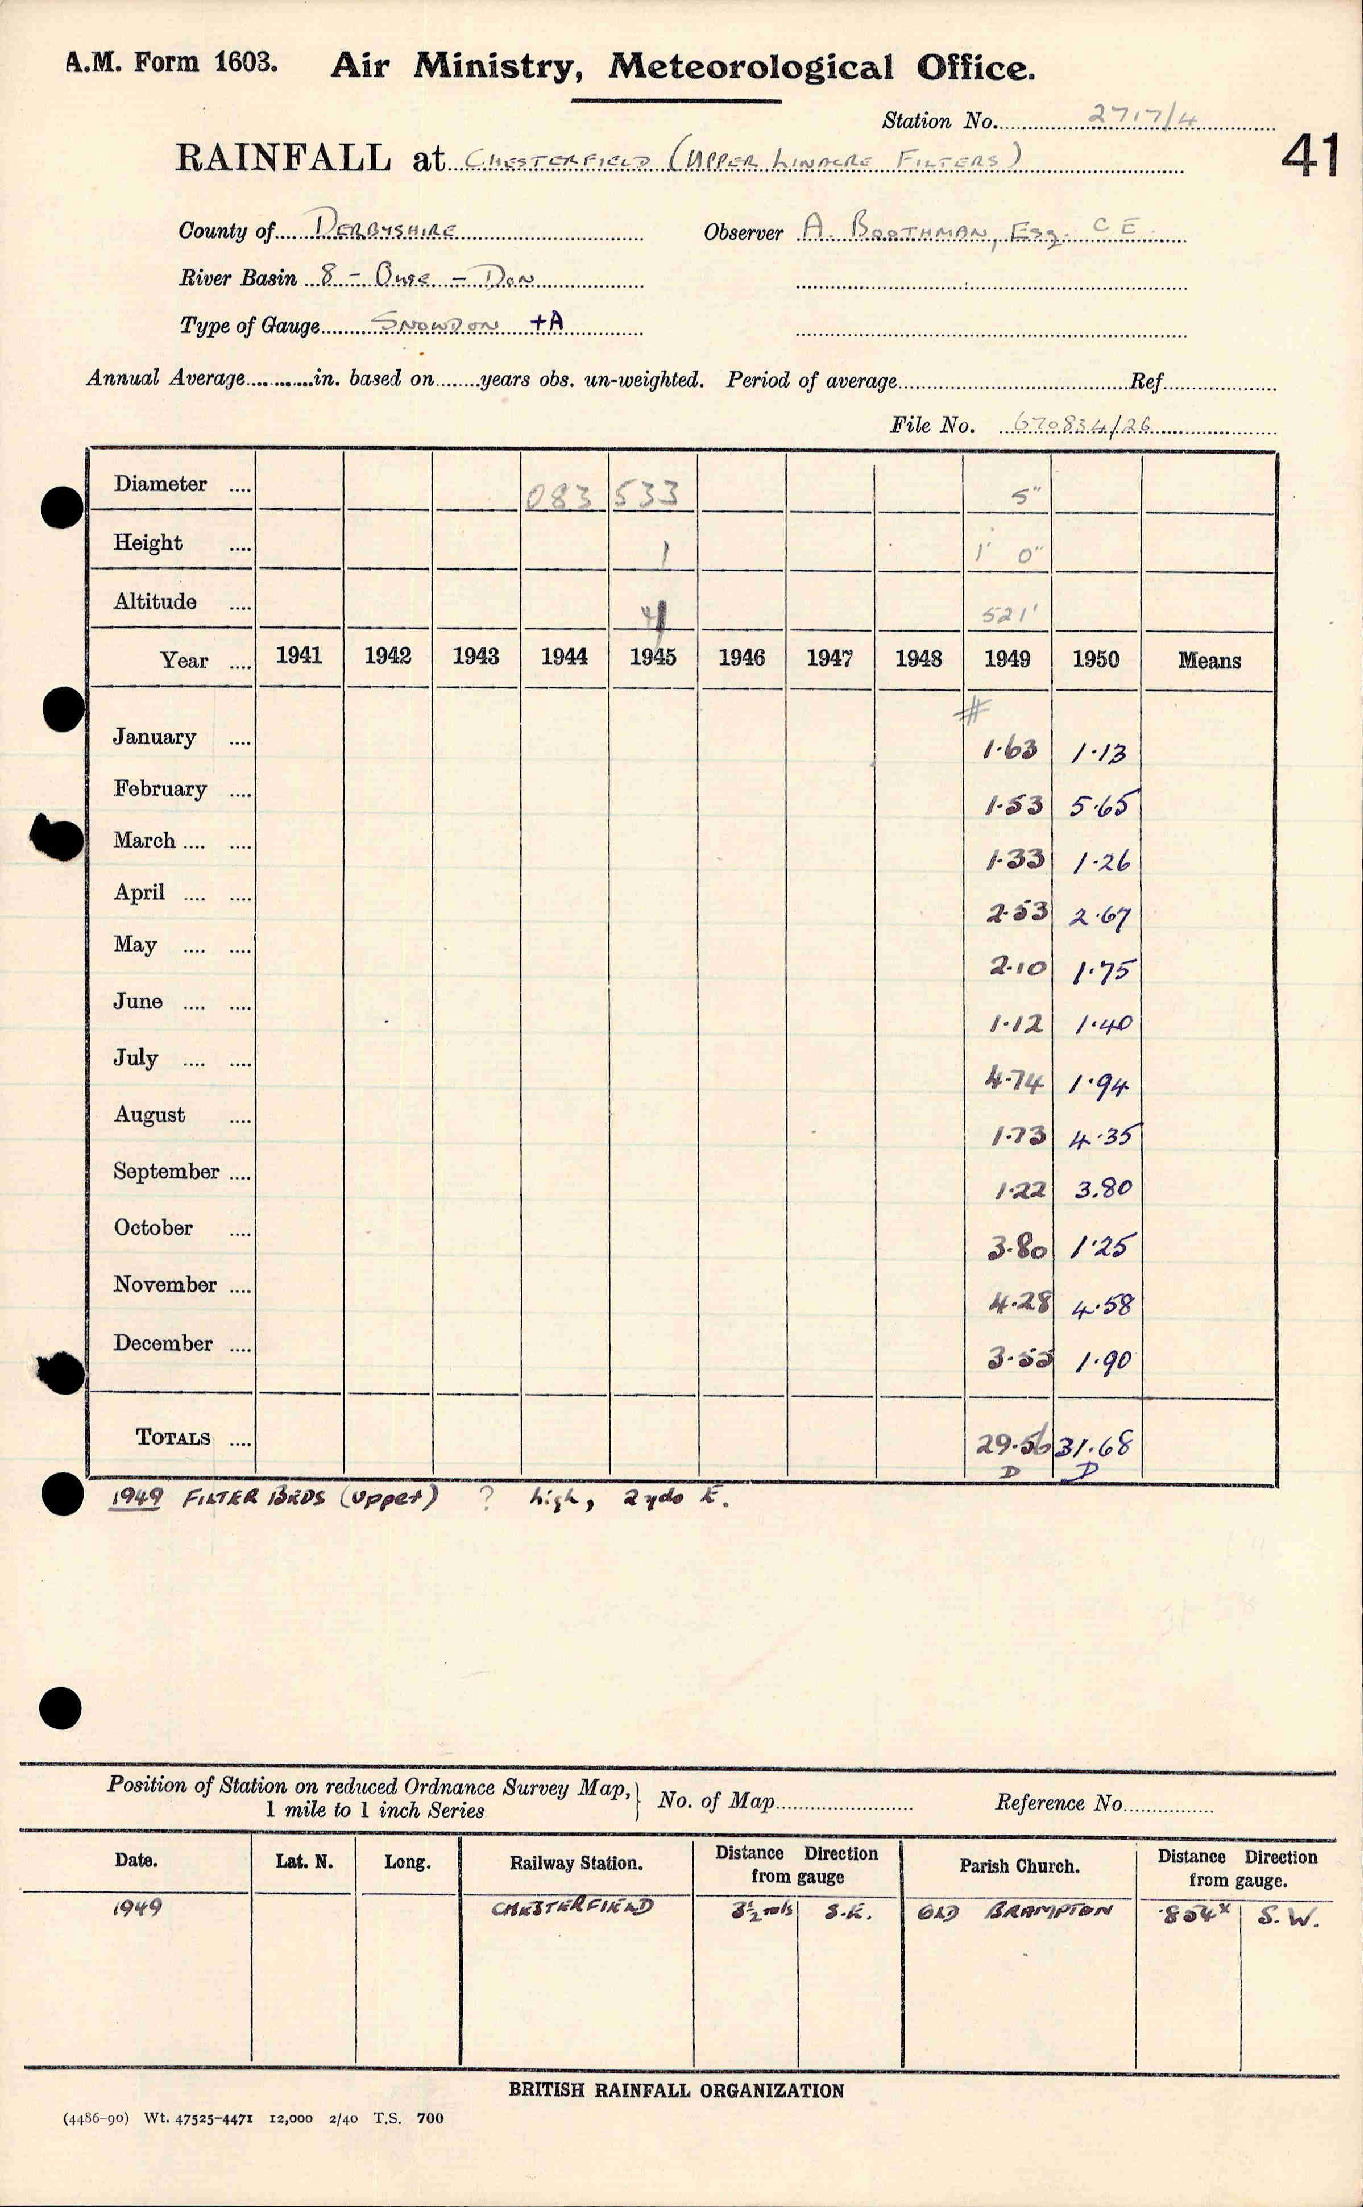 A.M. Form 1603. Air Ministry, Meteorological Office.
Station No. 2717/4
41
RAINFALL at CHESTERFIELD (UPPER LINACRE FILTERS)
County of DERBYSHIRE Observer A. BOOTHMAN, ESQ. C E
River Basin 8 - OUSE - DON
Type of Gauge SNOWDON +A
Annual Average............in. based on........years obs. un-weighted. Period of average.............Ref.............
File No. 670834/26
Diameter .... 083 533 5"
Height .... 1 1' 0"
Altitude .... 521'
Year .... 1941 1942 1943 1944 1945 1946 1947 1948 1949 1950 Means
#
January .... 1·63 1·13
February .... 1·53 5·65
March .... .... 1·33 1·26
April .... .... 2·53 2·67
May .... .... 2·10 1·75
June .... .... 1·12 1·40
July .... .... 4·74 1·94
August .... 1·73 4·35
September .... 1·22 3.80
October .... 3·80 1·25
November .... 4·28 4·58
December .... 3·55 1·90
TOTALS .... 29·56 31·68
D D
1949 FILTER BEDS (Upper) ? high, 2 yds E.
Position of Station on reduced Ordnance Survey Map, 1 mile to 1 inch Series } No. of Map............ Reference No............
Date. Lat. N. Long. Railway Station. Distance Direction from gauge Parish Church. Distance Direction from gauge.
1949 CHESTERFIELD 3½ mls S.E. OLD BRAMPTON 854ˣ S.W.
BRITISH RAINFALL ORGANIZATION
(4486-90) Wt. 47525-4471 12,000 2/40 T.S. 700